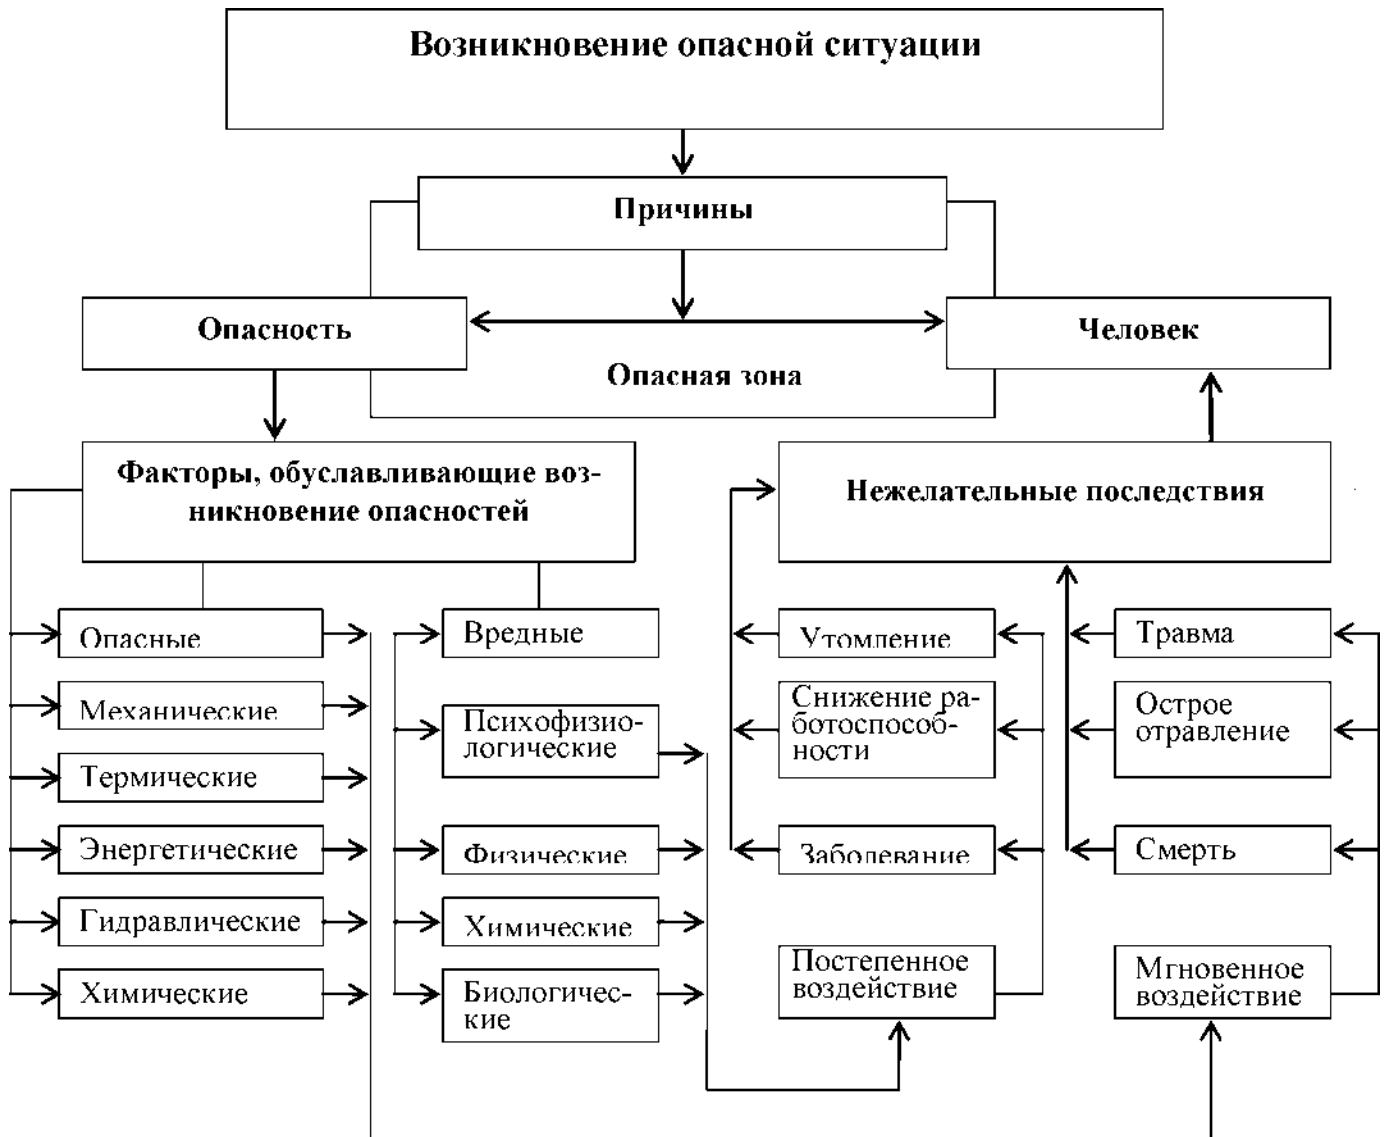 Возникновение опасной ситуации
Причины
Опасность
Человек
Опасная зона
Факторы, обуславливающие воз-
никновение опасностей
Нежелательные последствия
Опасные
Механические
Термические
Энергетические
Гидравлические
Химические
Вредные
Психофизио-
логические
Физические
Химические
Биологичес-
кие
Утомление
Снижение ра-
ботоспособ-
ности
Заболевание
Постепенное
воздействие
Травма
Острое
отравление
Смерть
Мгновенное
воздействие